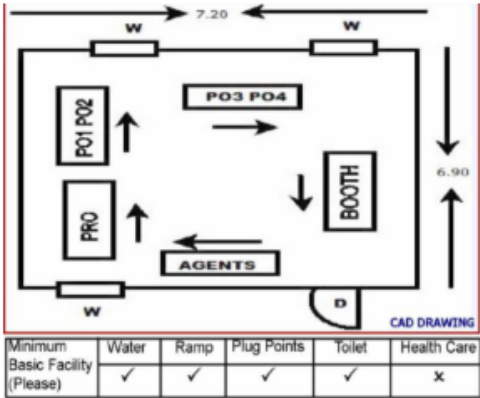 7.20
W W
PO3 PO4
PO1 PO2
6.90
BOOTH
PRO
AGENTS
W
D
CAD DRAWING
Minimum Basic Facility (Please) Water Ramp Plug Points Toilet Health Care
✓ ✓ ✓ ✓ x